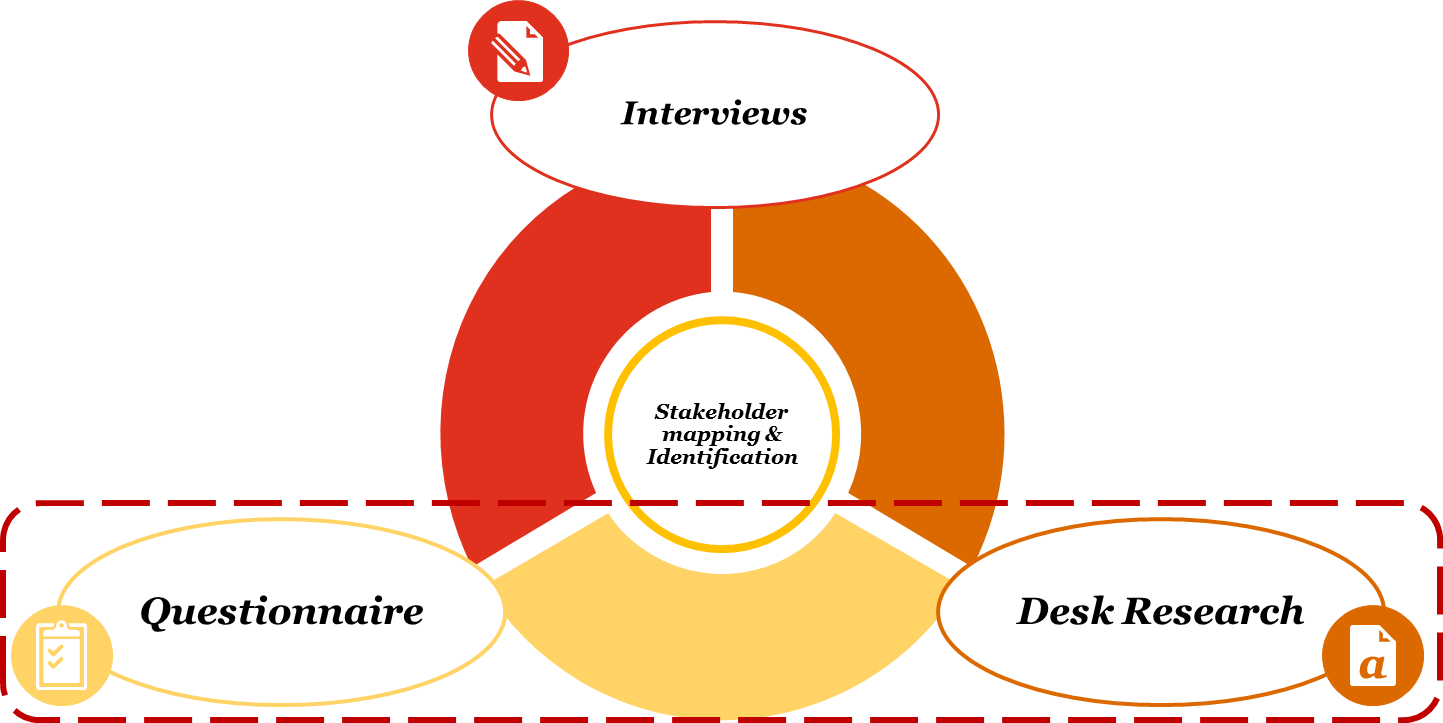 Interviews
Stakeholder
mapping &
Identification
Questionnaire
Desk Research
a